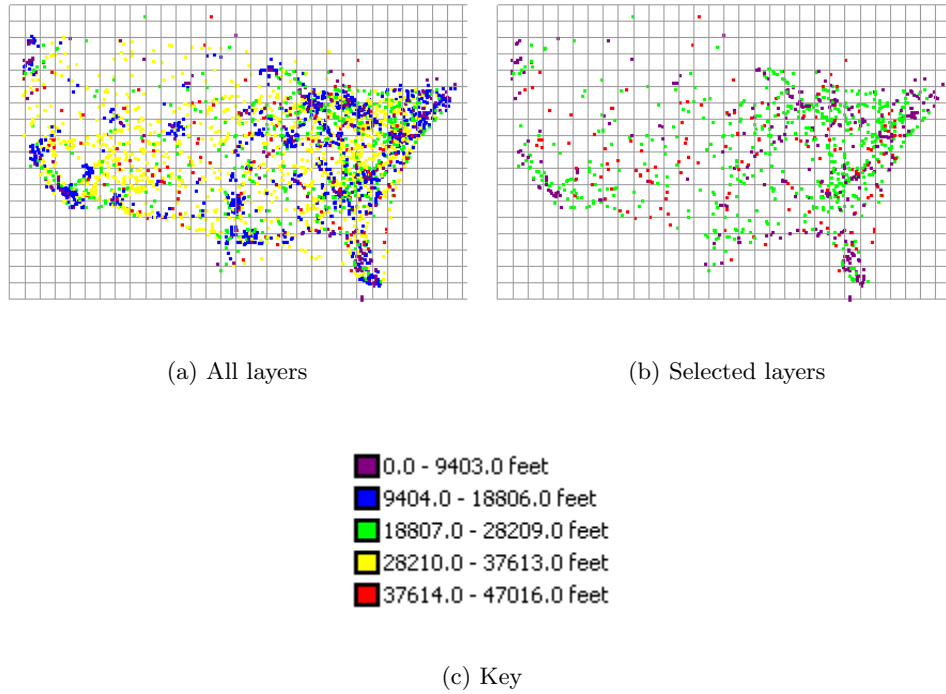 (a) All layers
(b) Selected layers
0.0 - 9403.0 feet
9404.0 - 18806.0 feet
18807.0 - 28209.0 feet
28210.0 - 37613.0 feet
37614.0 - 47016.0 feet
(c) Key